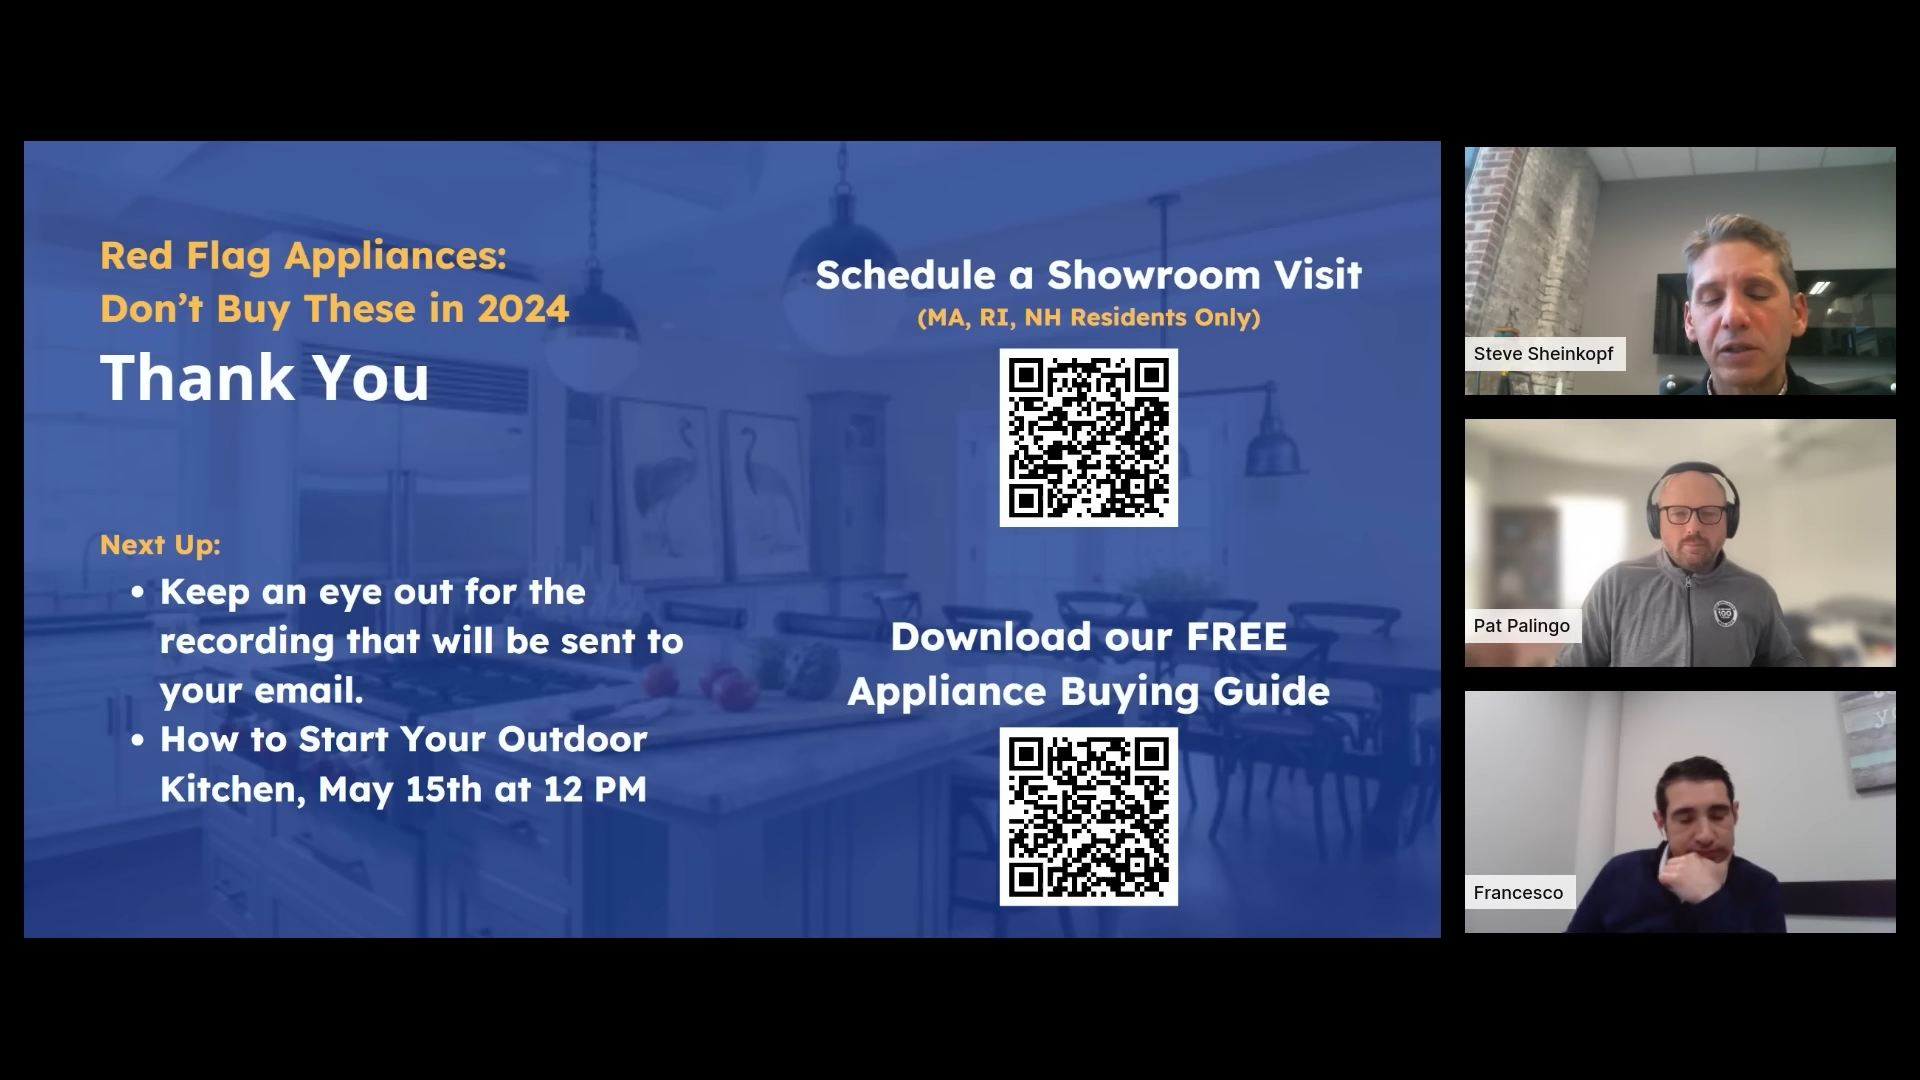 Red Flag Appliances:
Don’t Buy These in 2024
Thank You
Next Up:
• Keep an eye out for the
recording that will be sent to
your email.
• How to Start Your Outdoor
Kitchen, May 15th at 12 PM
Schedule a Showroom Visit
(MA, RI, NH Residents Only)
Download our FREE
Appliance Buying Guide
Steve Sheinkopf
Pat Palingo
100
Francesco